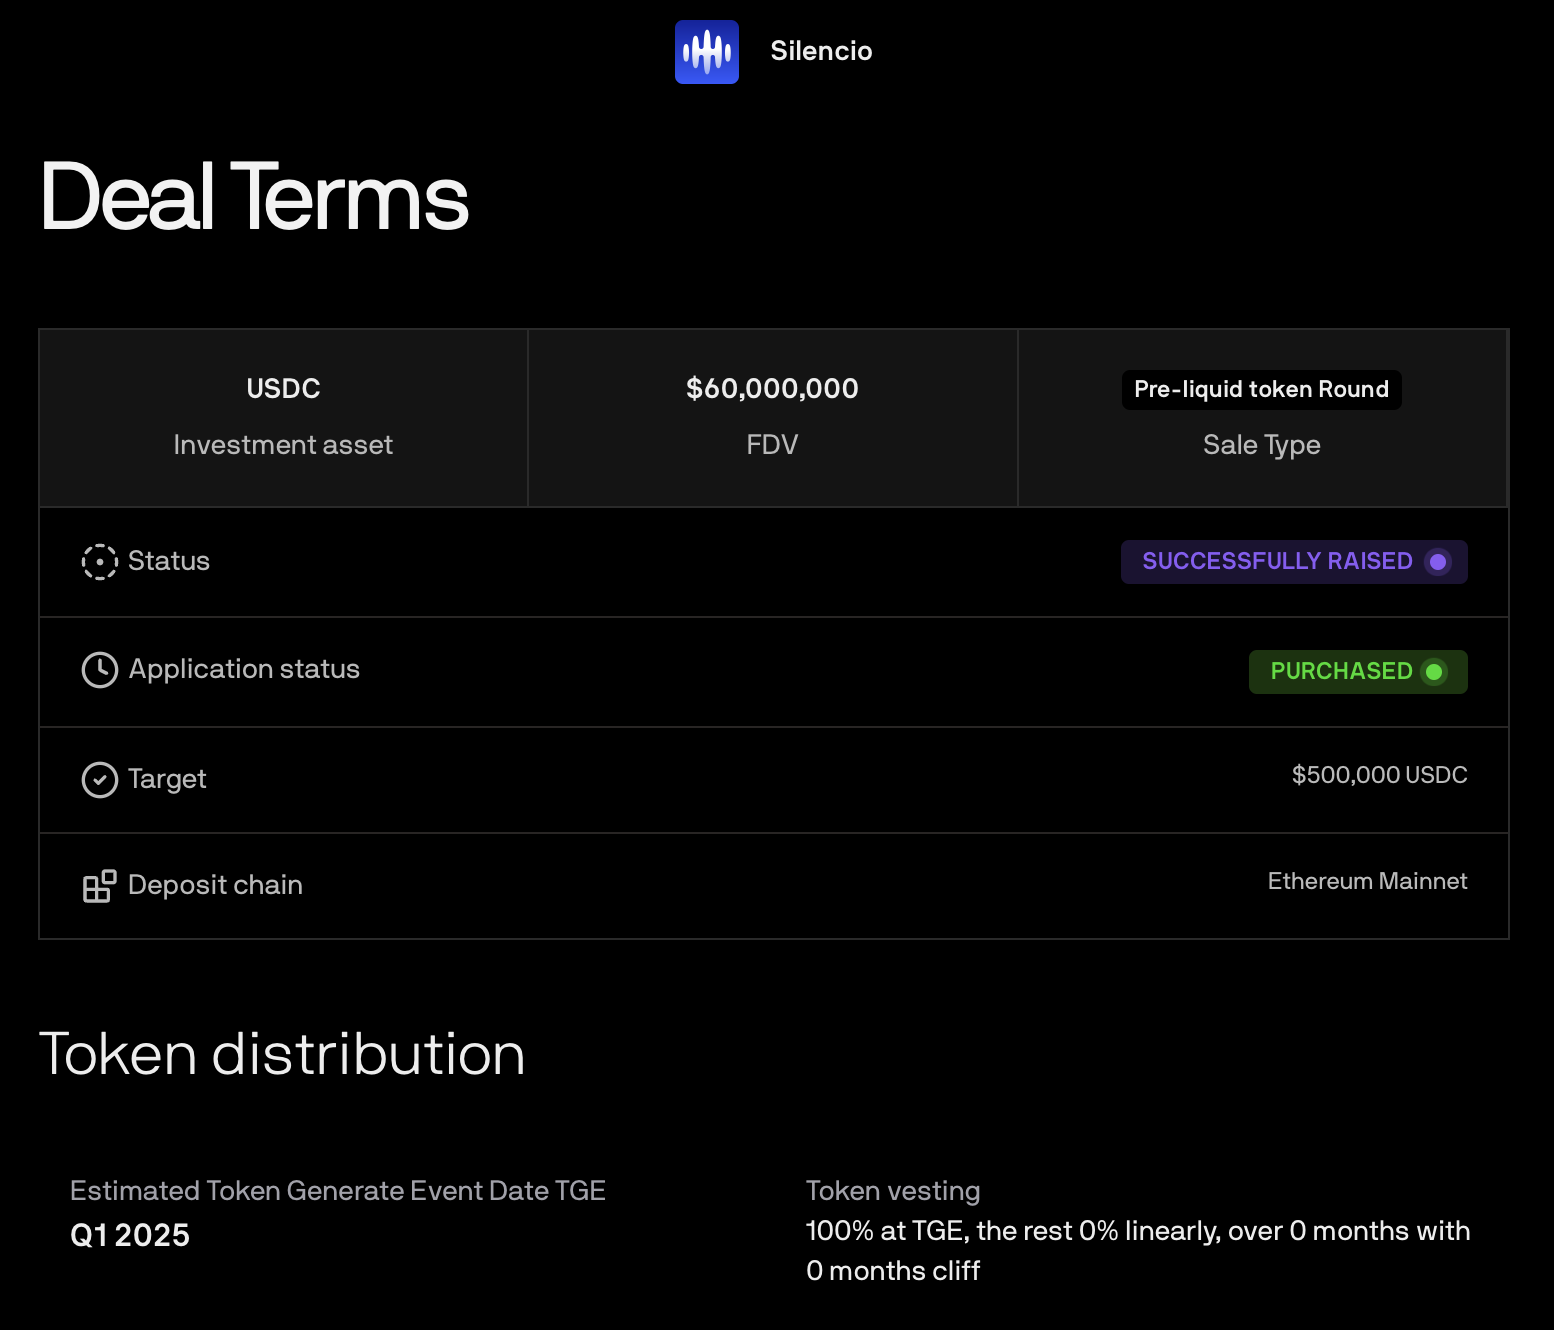 Silencio
Deal Terms
USDC
Investment asset
$60,000,000
FDV
Pre-liquid token Round
Sale Type
Status
SUCCESSFULLY RAISED
Application status
PURCHASED
Target
$500,000 USDC
Deposit chain
Ethereum Mainnet
Token distribution
Estimated Token Generate Event Date TGE
Q1 2025
Token vesting
100% at TGE, the rest 0% linearly, over 0 months with
0 months cliff